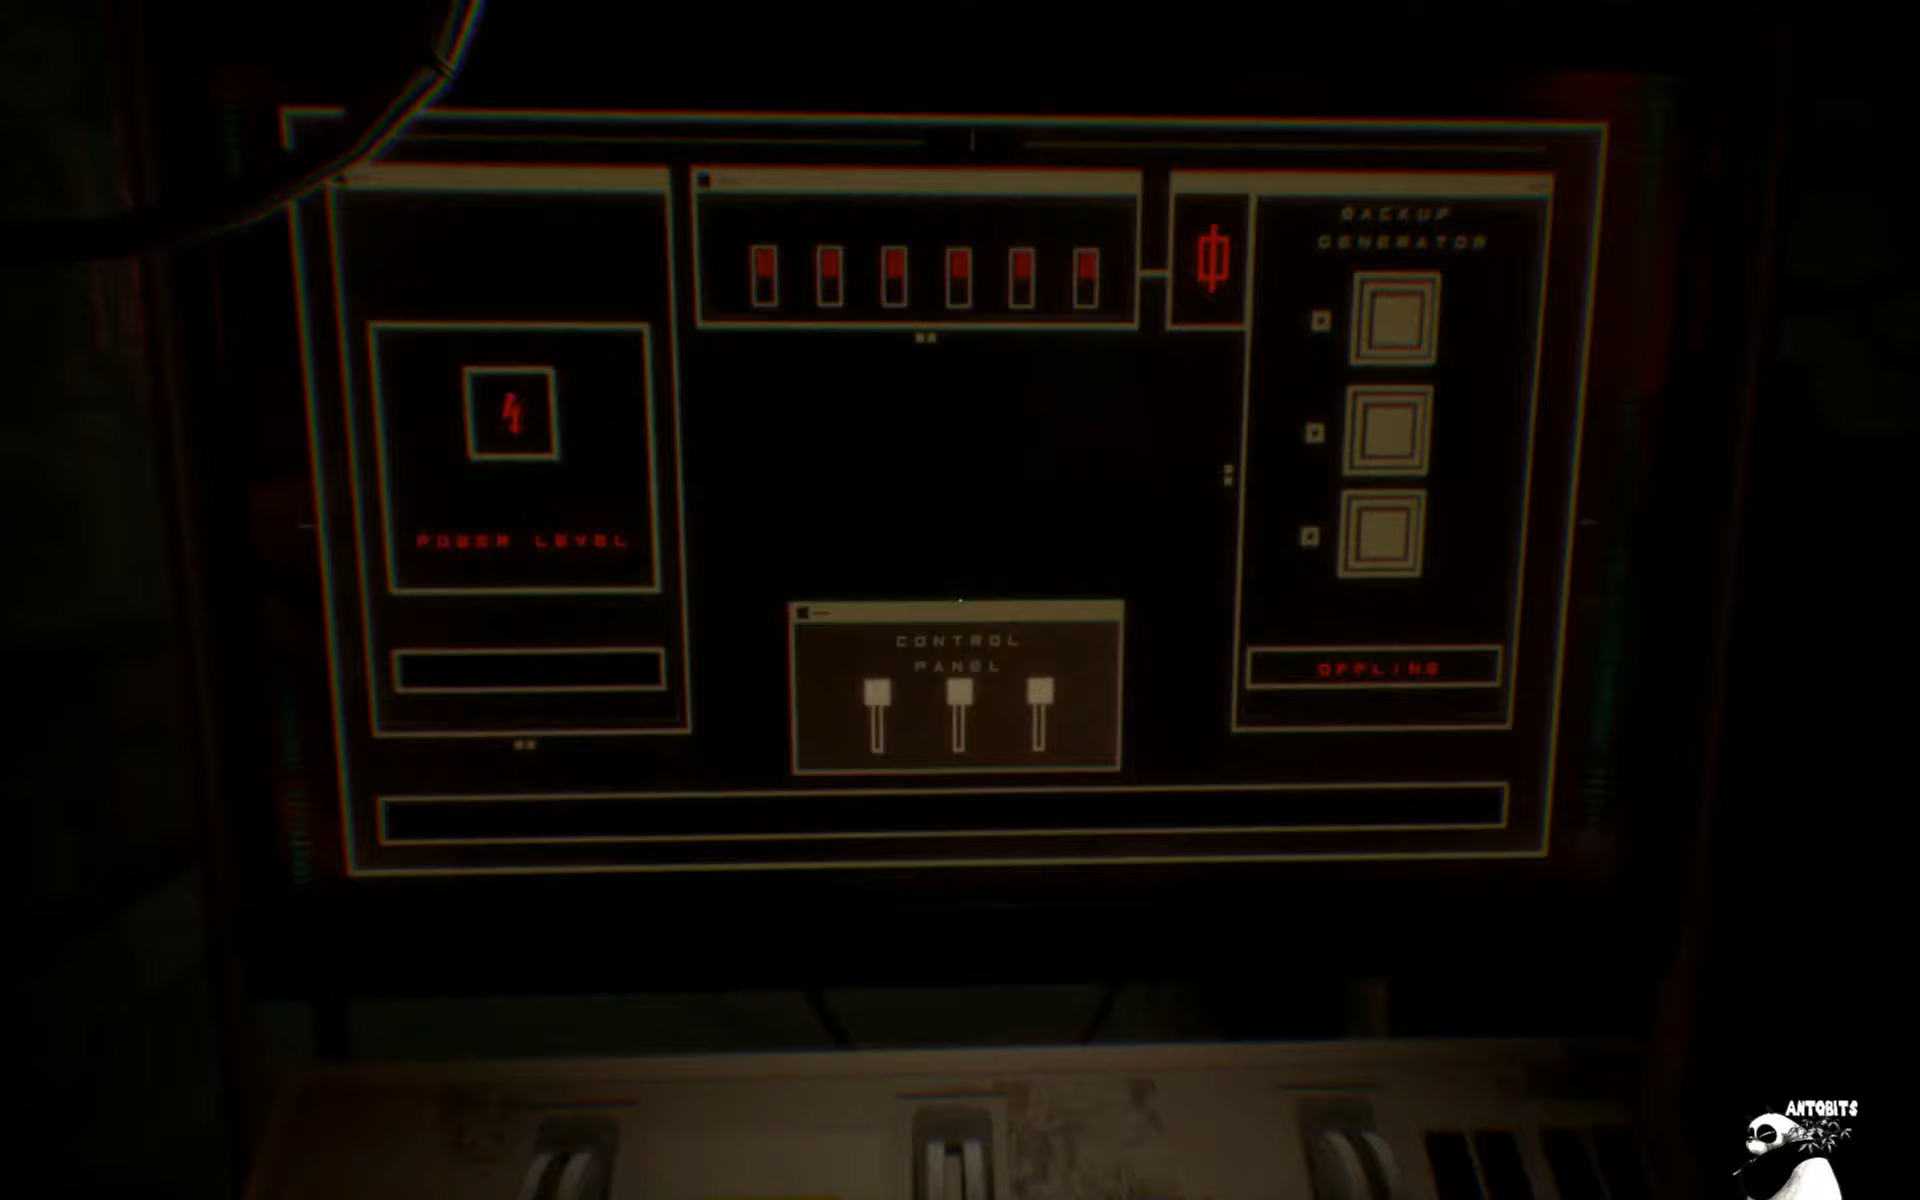 BACKUP
GENERATOR
POWER LEVEL
CONTROL
PANEL
OFFLINE
ANTOBITS